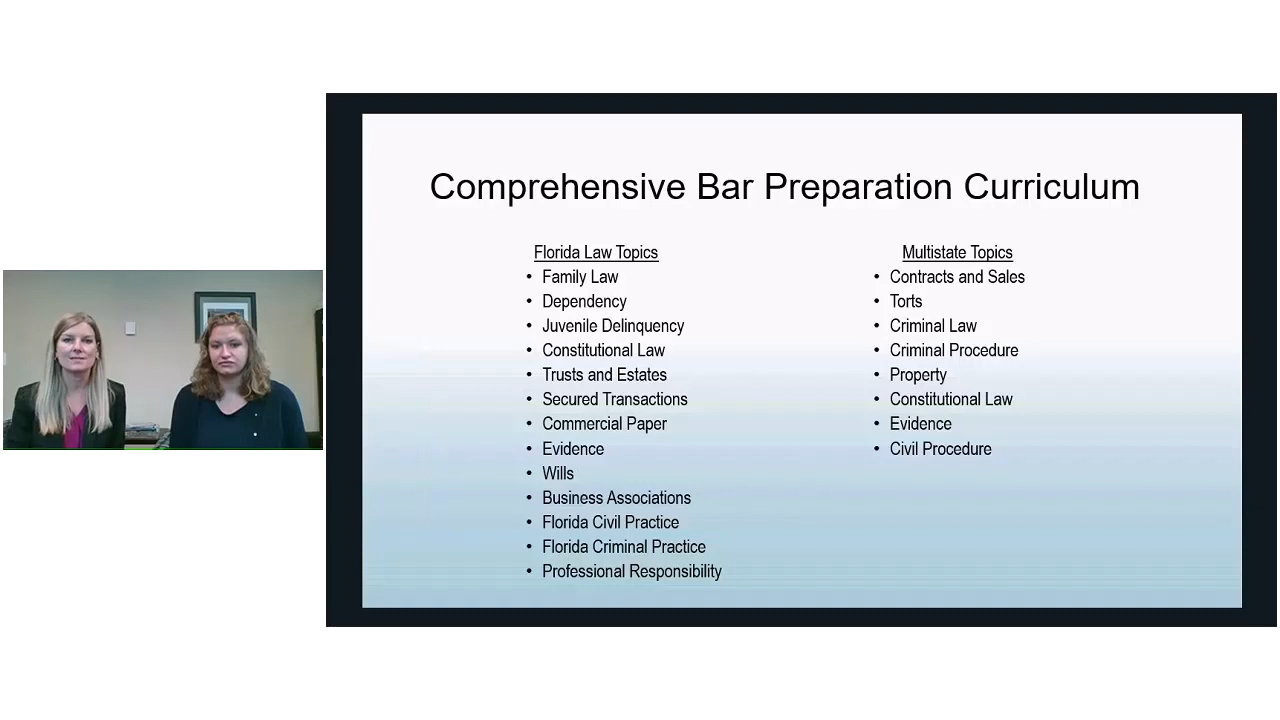 Comprehensive Bar Preparation Curriculum
Florida Law Topics
• Family Law
• Dependency
• Juvenile Delinquency
• Constitutional Law
• Trusts and Estates
• Secured Transactions
• Commercial Paper
• Evidence
• Wills
• Business Associations
• Florida Civil Practice
• Florida Criminal Practice
• Professional Responsibility
Multistate Topics
• Contracts and Sales
• Torts
• Criminal Law
• Criminal Procedure
• Property
• Constitutional Law
• Evidence
• Civil Procedure